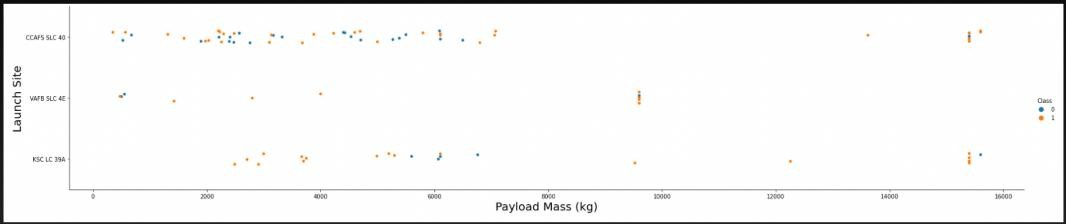 CCAFS SLC 40
VAFB SLC 4E
KSC LC 39A
Launch Site
0 2000 4000 6000 8000 10000 12000 14000 16000
Payload Mass (kg)
Class
0
1